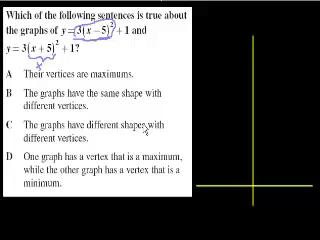 Which of the following sentences is true about
the graphs of y = 3(x − 5)² + 1 and
y = 3(x + 5)² + 1?
A Their vertices are maximums.
B The graphs have the same shape with
different vertices.
C The graphs have different shapes with
different vertices.
D One graph has a vertex that is a maximum,
while the other graph has a vertex that is a
minimum.